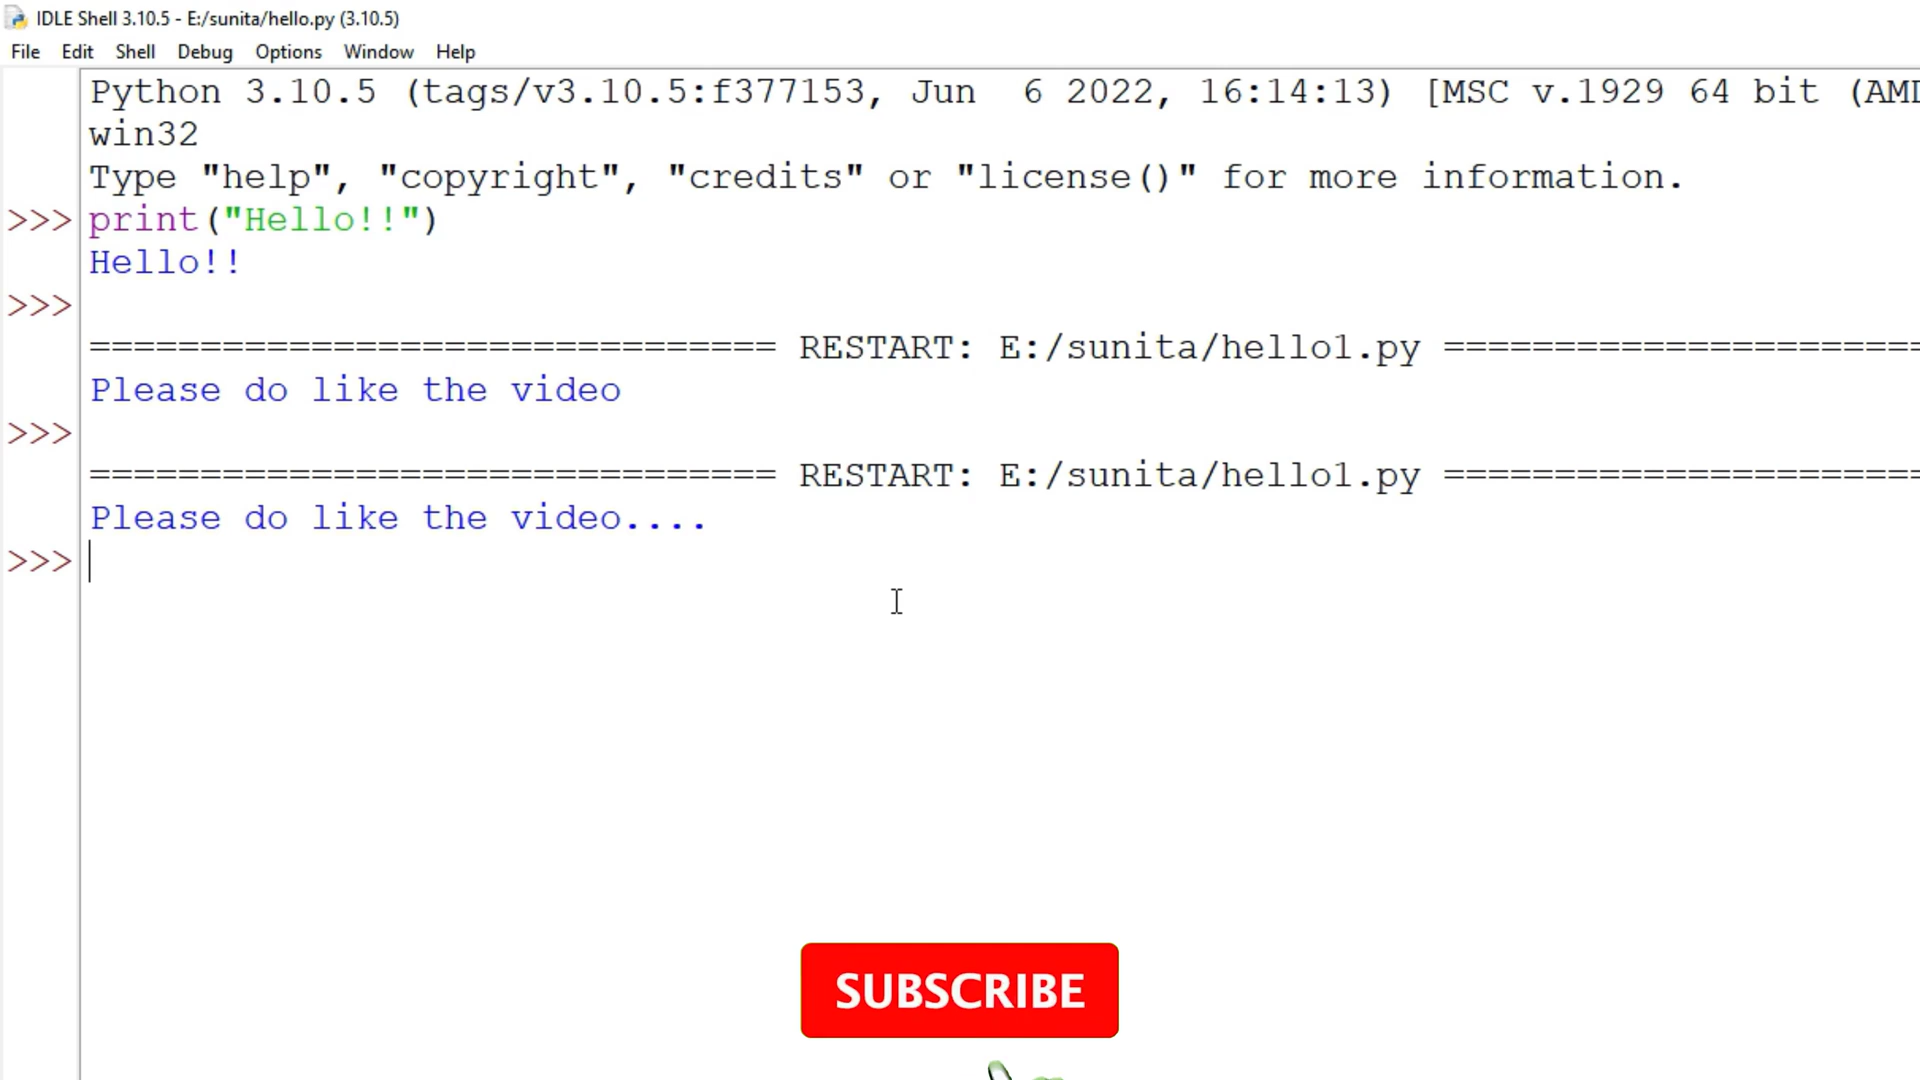 IDLE Shell 3.10.5 - E:/sunita/hello.py (3.10.5)
File Edit Shell Debug Options Window Help
Python 3.10.5 (tags/v3.10.5:f377153, Jun  6 2022, 16:14:13) [MSC v.1929 64 bit (AMD
win32
Type "help", "copyright", "credits" or "license()" for more information.
>>> print("Hello!!")
Hello!!
>>>
=============================== RESTART: E:/sunita/hello1.py ======================
Please do like the video
>>>
=============================== RESTART: E:/sunita/hello1.py ======================
Please do like the video....
>>>
SUBSCRIBE